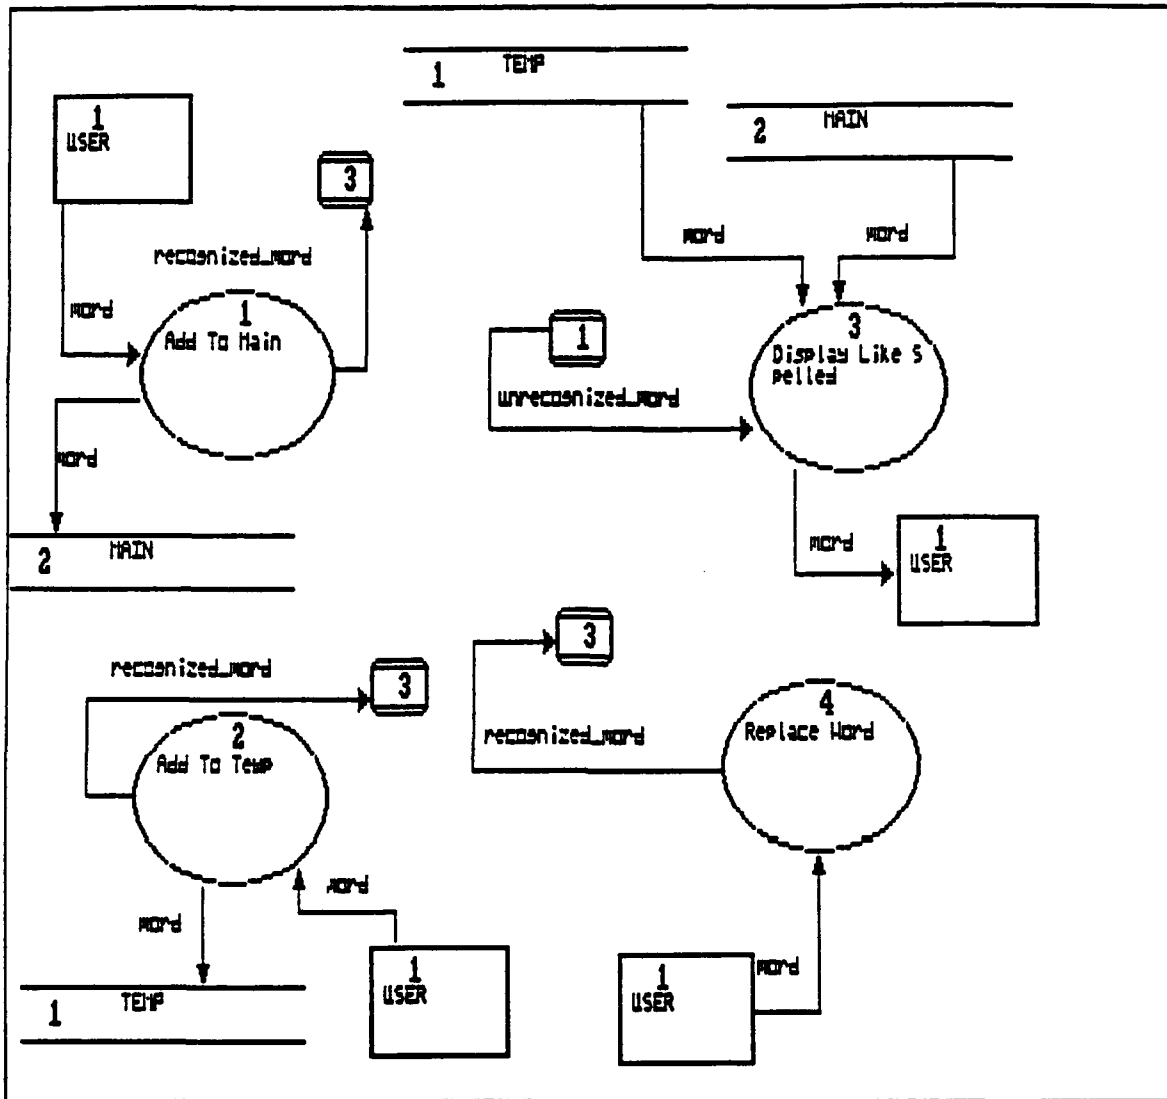 1
TEMP
2
MAIN
1
USER
3
recognized_word
word
word
word
1
Add To Main
word
2
MAIN
1
unrecognized_word
3
Display Like S
pelled
word
1
USER
recognized_word
3
2
Add To Temp
word
word
1
TEMP
1
USER
3
recognized_word
4
Replace Word
word
1
USER